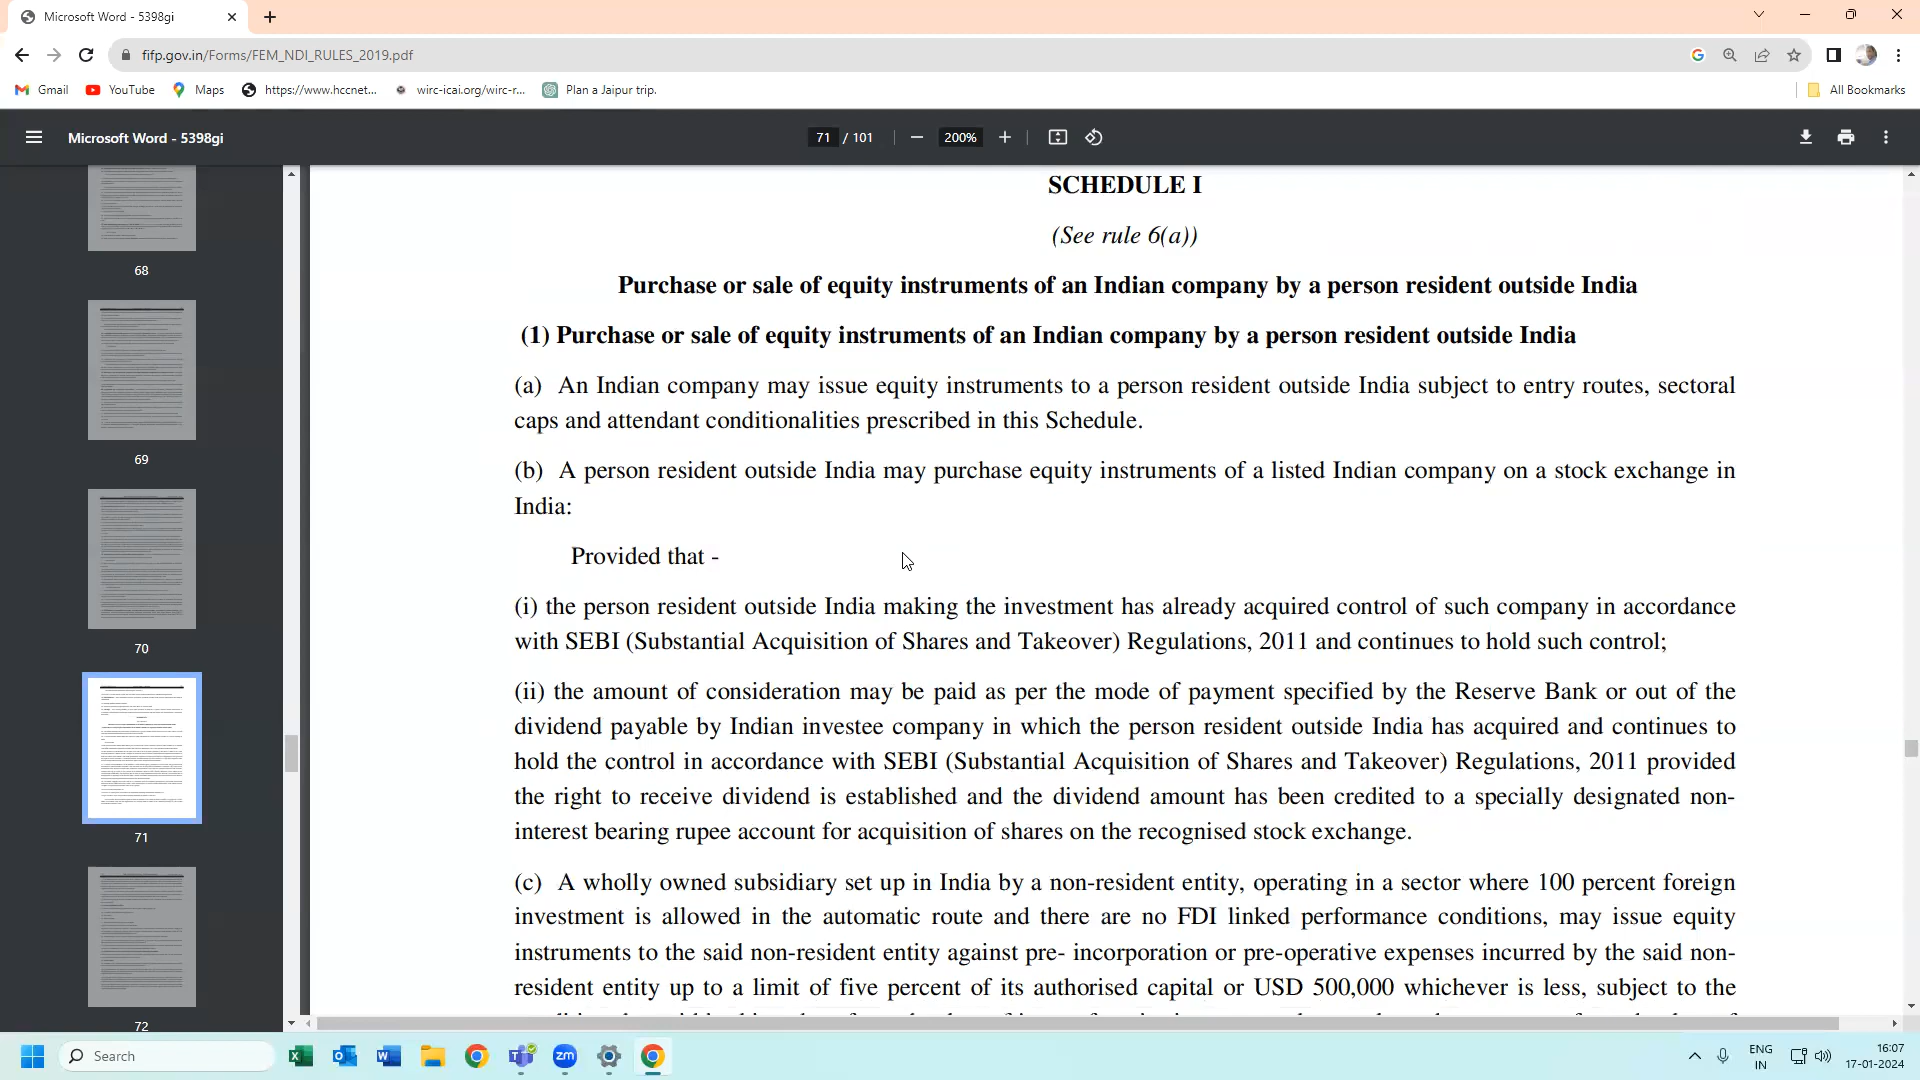 Microsoft Word - 5398gi
fifp.gov.in/Forms/FEM_NDI_RULES_2019.pdf
Gmail YouTube Maps https://www.hccnet... wirc-icai.org/wirc-r... Plan a Jaipur trip. All Bookmarks
Microsoft Word - 5398gi 71 / 101 200%
68
69
70
71
72
SCHEDULE I
(See rule 6(a))
Purchase or sale of equity instruments of an Indian company by a person resident outside India
(1) Purchase or sale of equity instruments of an Indian company by a person resident outside India
(a) An Indian company may issue equity instruments to a person resident outside India subject to entry routes, sectoral
caps and attendant conditionalities prescribed in this Schedule.
(b) A person resident outside India may purchase equity instruments of a listed Indian company on a stock exchange in
India:
Provided that -
(i) the person resident outside India making the investment has already acquired control of such company in accordance
with SEBI (Substantial Acquisition of Shares and Takeover) Regulations, 2011 and continues to hold such control;
(ii) the amount of consideration may be paid as per the mode of payment specified by the Reserve Bank or out of the
dividend payable by Indian investee company in which the person resident outside India has acquired and continues to
hold the control in accordance with SEBI (Substantial Acquisition of Shares and Takeover) Regulations, 2011 provided
the right to receive dividend is established and the dividend amount has been credited to a specially designated non-
interest bearing rupee account for acquisition of shares on the recognised stock exchange.
(c) A wholly owned subsidiary set up in India by a non-resident entity, operating in a sector where 100 percent foreign
investment is allowed in the automatic route and there are no FDI linked performance conditions, may issue equity
instruments to the said non-resident entity against pre- incorporation or pre-operative expenses incurred by the said non-
resident entity up to a limit of five percent of its authorised capital or USD 500,000 whichever is less, subject to the
Search
ENG
IN
16:07
17-01-2024